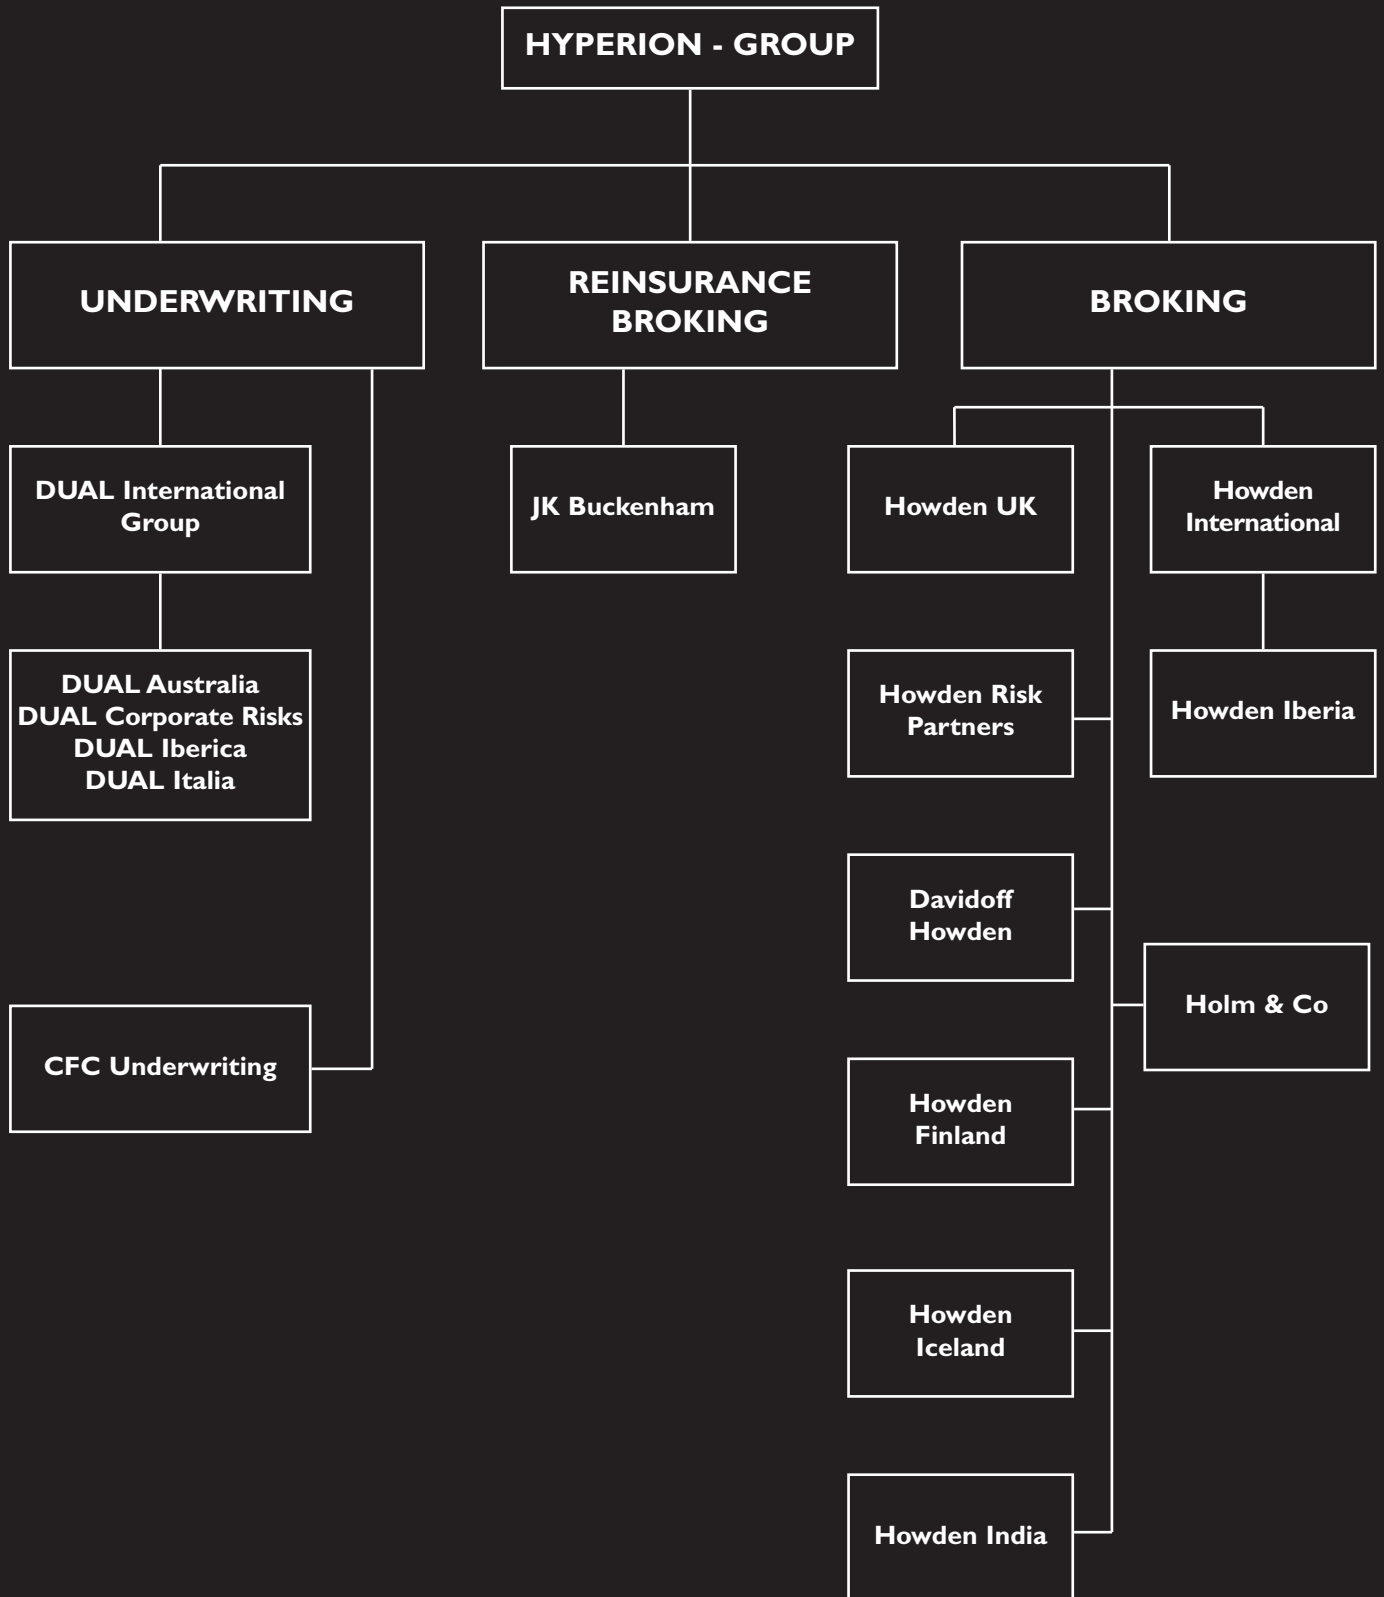 HYPERION - GROUP
UNDERWRITING
REINSURANCE
BROKING
BROKING
DUAL International
Group
JK Buckenham
Howden UK
Howden
International
DUAL Australia
DUAL Corporate Risks
DUAL Iberica
DUAL Italia
Howden Risk
Partners
Howden Iberia
Davidoff
Howden
Holm & Co
CFC Underwriting
Howden
Finland
Howden
Iceland
Howden India